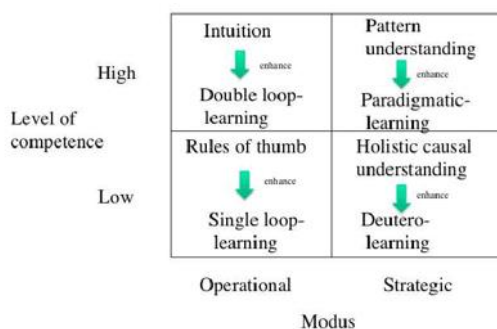 Intuition
enhance
Double loop-
learning
Pattern
understanding
enhance
Paradigmatic-
learning
High
Level of
competence
Rules of thumb
enhance
Single loop-
learning
Holistic causal
understanding
enhance
Deutero-
learning
Low
Operational
Strategic
Modus